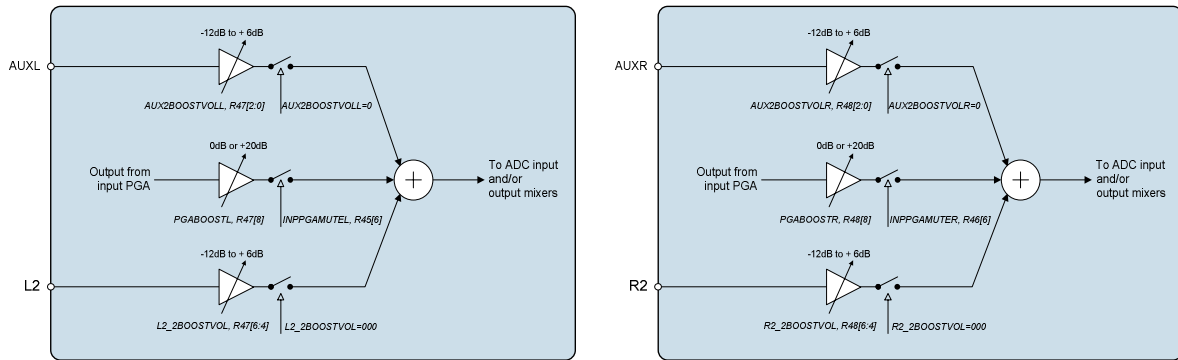 -12dB to + 6dB
AUXL
AUX2BOOSTVOLL, R47[2:0]
AUX2BOOSTVOLL=0
0dB or +20dB
Output from
input PGA
To ADC input
and/or
output mixers
PGABOOSTL, R47[8]
INPPGAMUTEL, R45[6]
-12dB to + 6dB
L2
L2_2BOOSTVOL, R47[6:4]
L2_2BOOSTVOL=000
-12dB to + 6dB
AUXR
AUX2BOOSTVOLR, R48[2:0]
AUX2BOOSTVOLR=0
0dB or +20dB
Output from
input PGA
To ADC input
and/or
output mixers
PGABOOSTR, R48[8]
INPPGAMUTER, R46[6]
-12dB to + 6dB
R2
R2_2BOOSTVOL, R48[6:4]
R2_2BOOSTVOL=000